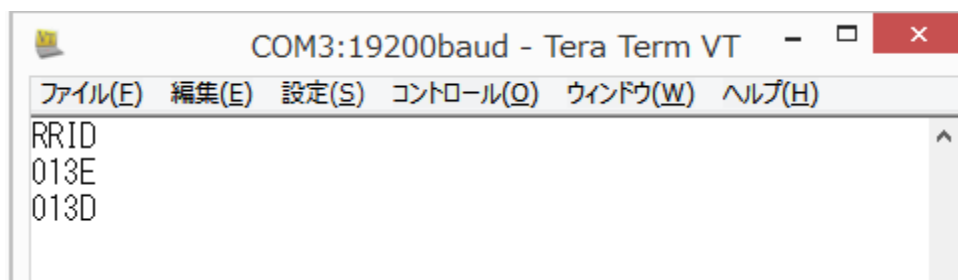 COM3:19200baud - Tera Term VT
ファイル(F) 編集(E) 設定(S) コントロール(O) ウィンドウ(W) ヘルプ(H)
RRID
013E
013D